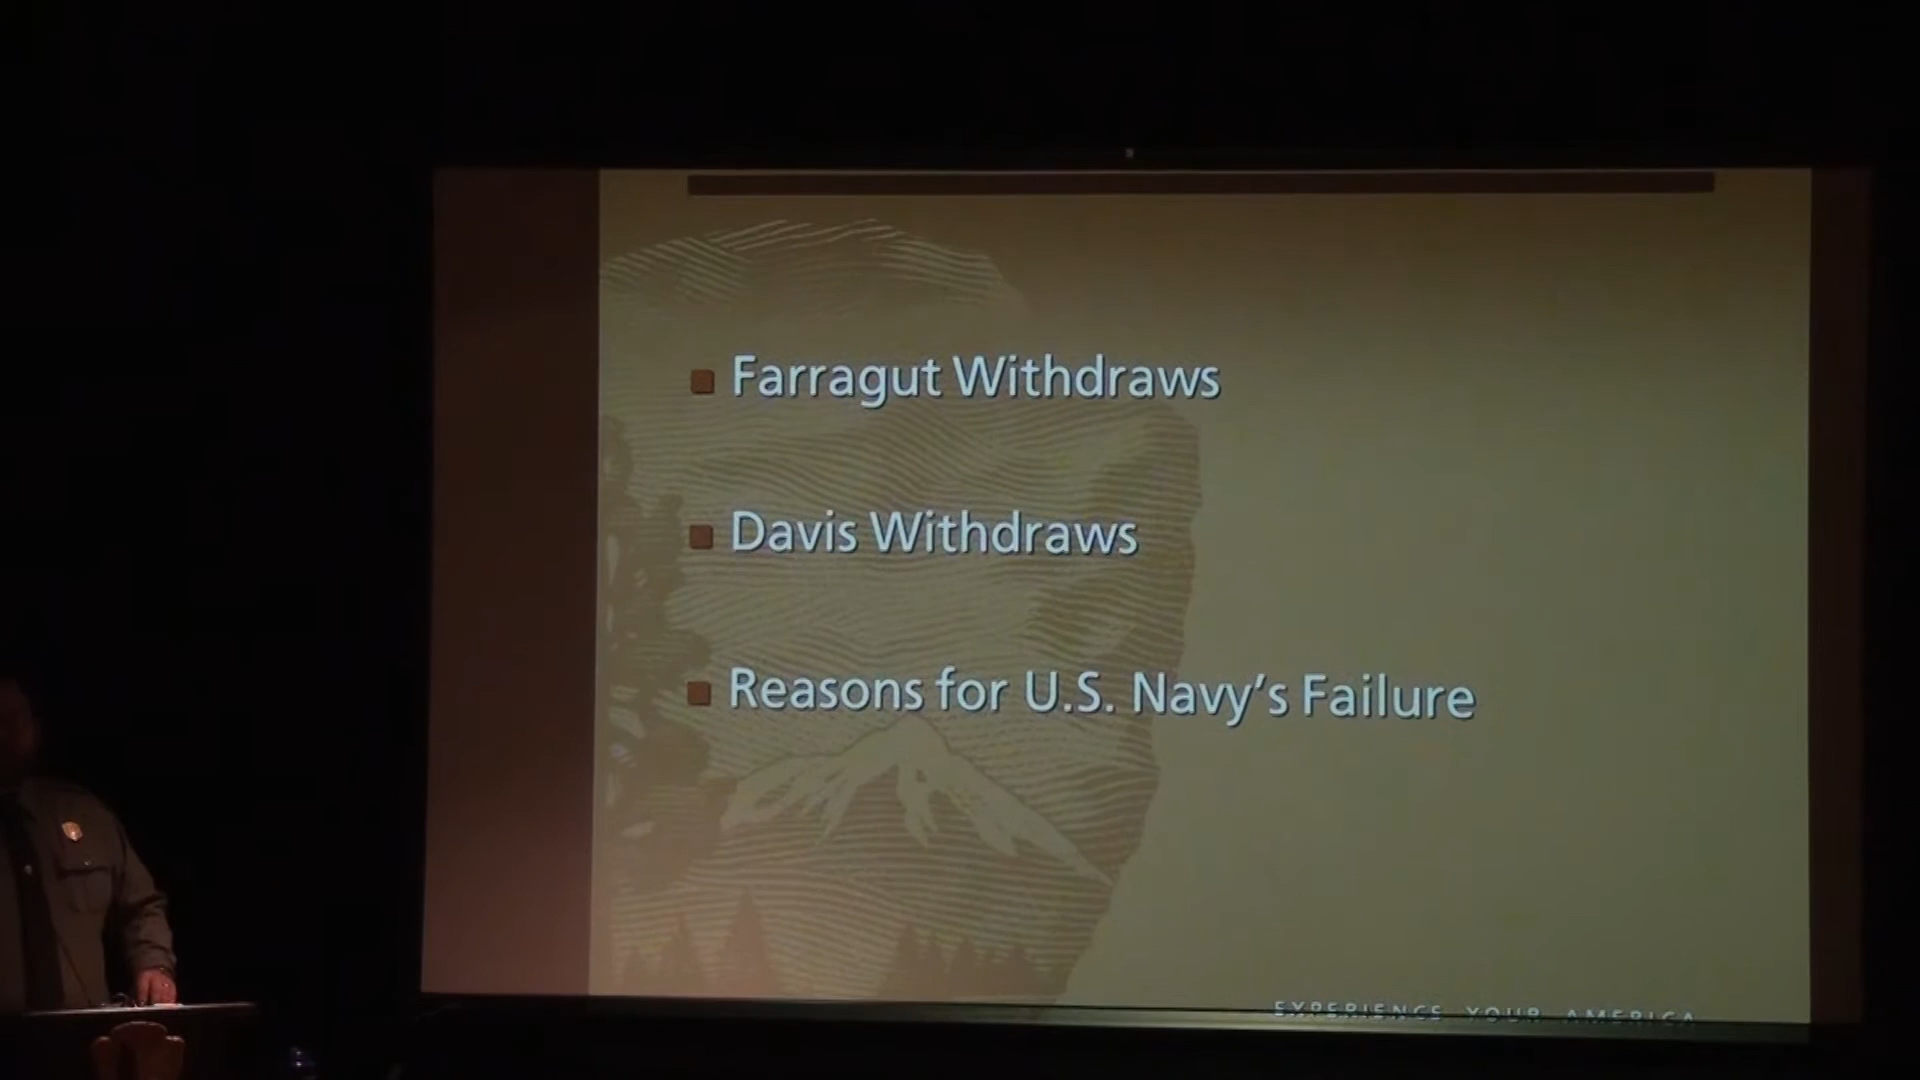 Farragut Withdraws
Davis Withdraws
Reasons for U.S. Navy's Failure
EXPERIENCE YOUR AMERICA